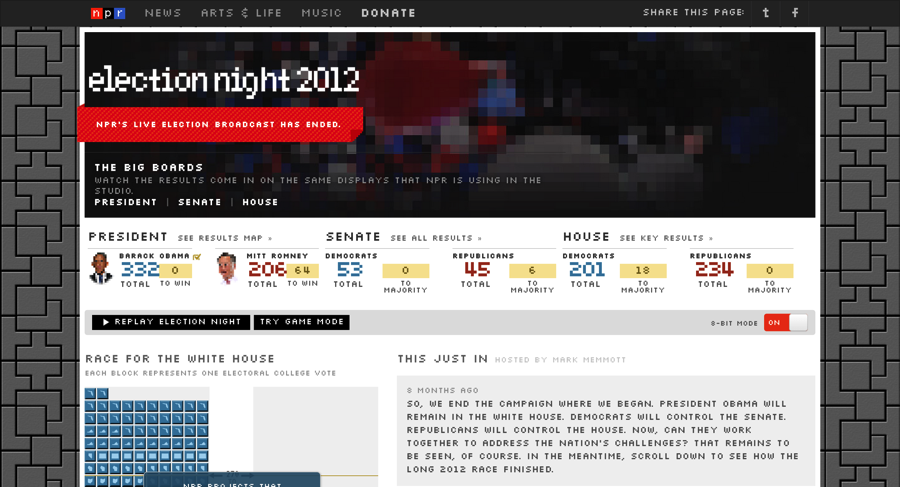 npr NEWS ARTS & LIFE MUSIC DONATE SHARE THIS PAGE: t f
election night 2012
NPR'S LIVE ELECTION BROADCAST HAS ENDED.
THE BIG BOARDS
WATCH THE RESULTS COME IN ON THE SAME DISPLAYS THAT NPR IS USING IN THE
STUDIO.
PRESIDENT | SENATE | HOUSE
PRESIDENT SEE RESULTS MAP » SENATE SEE ALL RESULTS » HOUSE SEE KEY RESULTS »
BARACK OBAMA MITT ROMNEY DEMOCRATS REPUBLICANS DEMOCRATS REPUBLICANS
332 0 206 64 53 0 45 6 201 18 234 0
TOTAL TO WIN TOTAL TO WIN TOTAL TO MAJORITY TOTAL TO MAJORITY TOTAL TO MAJORITY TOTAL TO MAJORITY
▶ REPLAY ELECTION NIGHT TRY GAME MODE 8-BIT MODE ON
RACE FOR THE WHITE HOUSE
EACH BLOCK REPRESENTS ONE ELECTORAL COLLEGE VOTE
THIS JUST IN HOSTED BY MARK MEMMOTT
8 MONTHS AGO
SO, WE END THE CAMPAIGN WHERE WE BEGAN. PRESIDENT OBAMA WILL
REMAIN IN THE WHITE HOUSE. DEMOCRATS WILL CONTROL THE SENATE.
REPUBLICANS WILL CONTROL THE HOUSE. NOW, CAN THEY WORK
TOGETHER TO ADDRESS THE NATION'S CHALLENGES? THAT REMAINS TO
BE SEEN, OF COURSE. IN THE MEANTIME, SCROLL DOWN TO SEE HOW THE
LONG 2012 RACE FINISHED.
NPR PROJECTS THAT